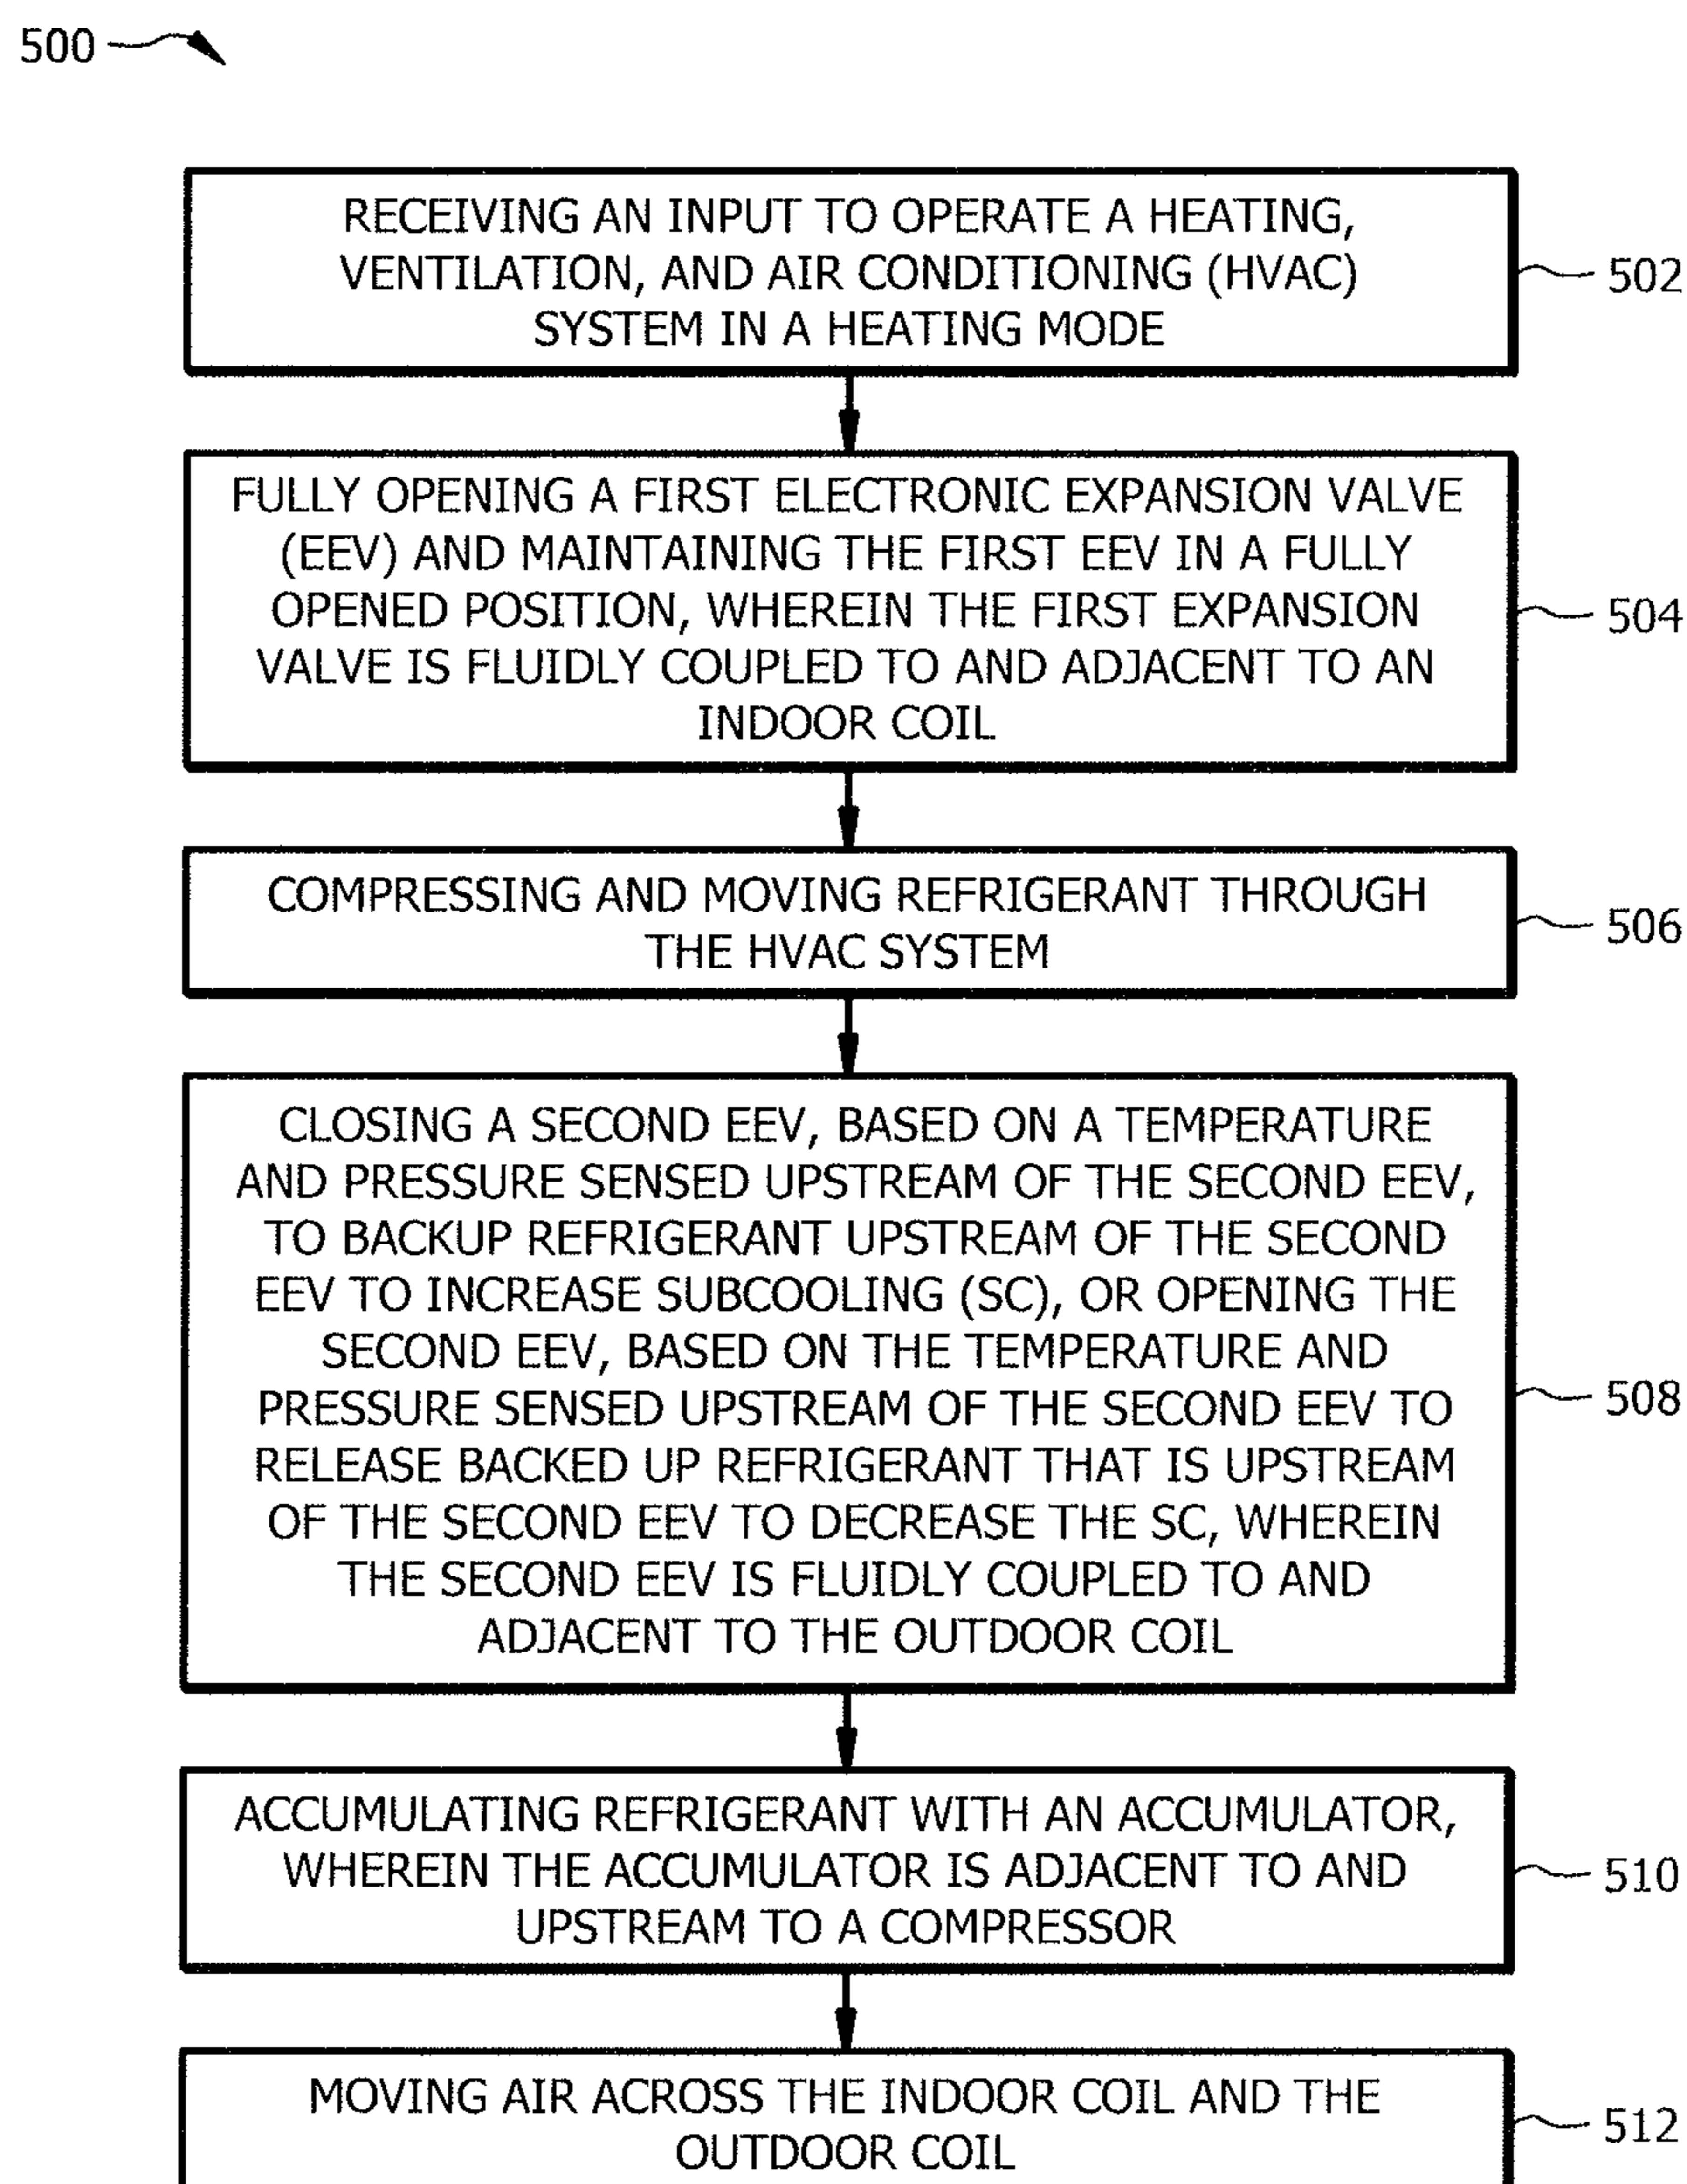 500
RECEIVING AN INPUT TO OPERATE A HEATING,
VENTILATION, AND AIR CONDITIONING (HVAC)
SYSTEM IN A HEATING MODE
502
FULLY OPENING A FIRST ELECTRONIC EXPANSION VALVE
(EEV) AND MAINTAINING THE FIRST EEV IN A FULLY
OPENED POSITION, WHEREIN THE FIRST EXPANSION
VALVE IS FLUIDLY COUPLED TO AND ADJACENT TO AN
INDOOR COIL
504
COMPRESSING AND MOVING REFRIGERANT THROUGH
THE HVAC SYSTEM
506
CLOSING A SECOND EEV, BASED ON A TEMPERATURE
AND PRESSURE SENSED UPSTREAM OF THE SECOND EEV,
TO BACKUP REFRIGERANT UPSTREAM OF THE SECOND
EEV TO INCREASE SUBCOOLING (SC), OR OPENING THE
SECOND EEV, BASED ON THE TEMPERATURE AND
PRESSURE SENSED UPSTREAM OF THE SECOND EEV TO
RELEASE BACKED UP REFRIGERANT THAT IS UPSTREAM
OF THE SECOND EEV TO DECREASE THE SC, WHEREIN
THE SECOND EEV IS FLUIDLY COUPLED TO AND
ADJACENT TO THE OUTDOOR COIL
508
ACCUMULATING REFRIGERANT WITH AN ACCUMULATOR,
WHEREIN THE ACCUMULATOR IS ADJACENT TO AND
UPSTREAM TO A COMPRESSOR
510
MOVING AIR ACROSS THE INDOOR COIL AND THE
OUTDOOR COIL
512